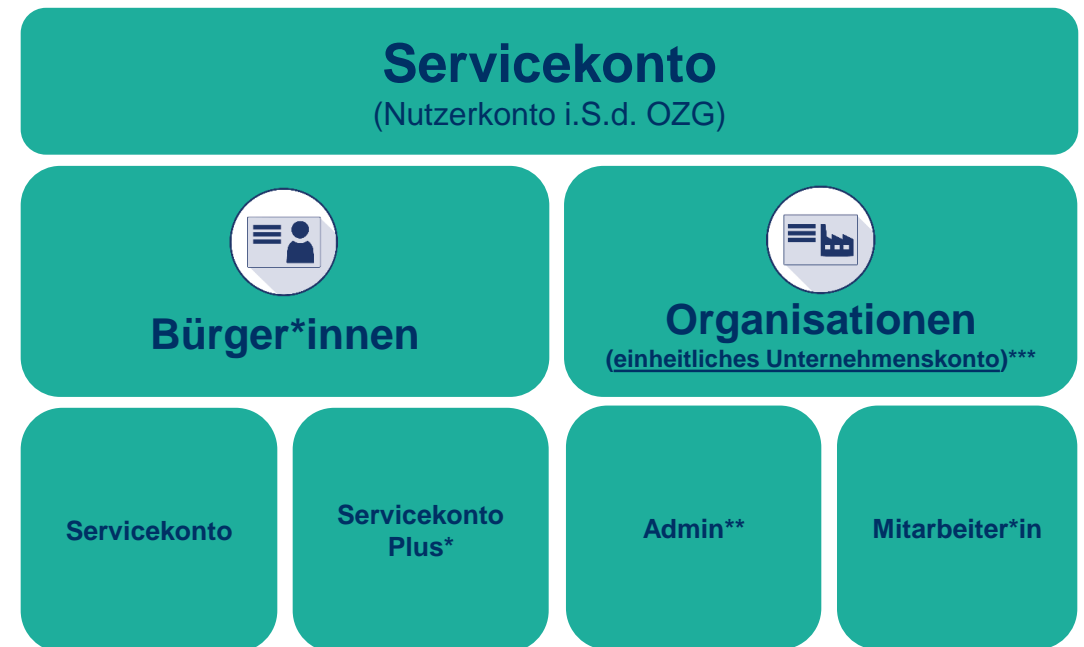 Servicekonto
(Nutzerkonto i.S.d. OZG)
Bürger*innen
Organisationen
(einheitliches Unternehmenskonto)***
Servicekonto
Servicekonto
Plus*
Admin**
Mitarbeiter*in